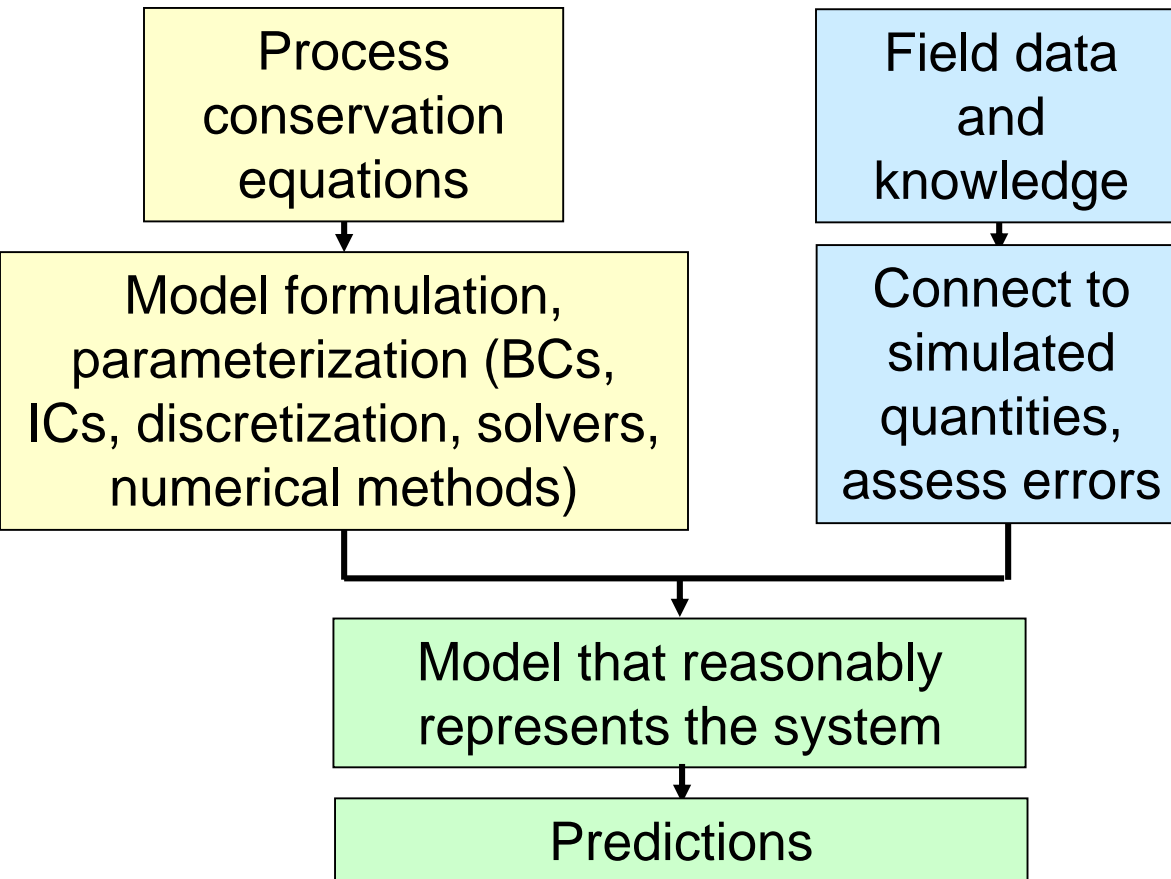 Process
conservation
equations
Model formulation,
parameterization (BCs,
ICs, discretization, solvers,
numerical methods)
Field data
and
knowledge
Connect to
simulated
quantities,
assess errors
Model that reasonably
represents the system
Predictions